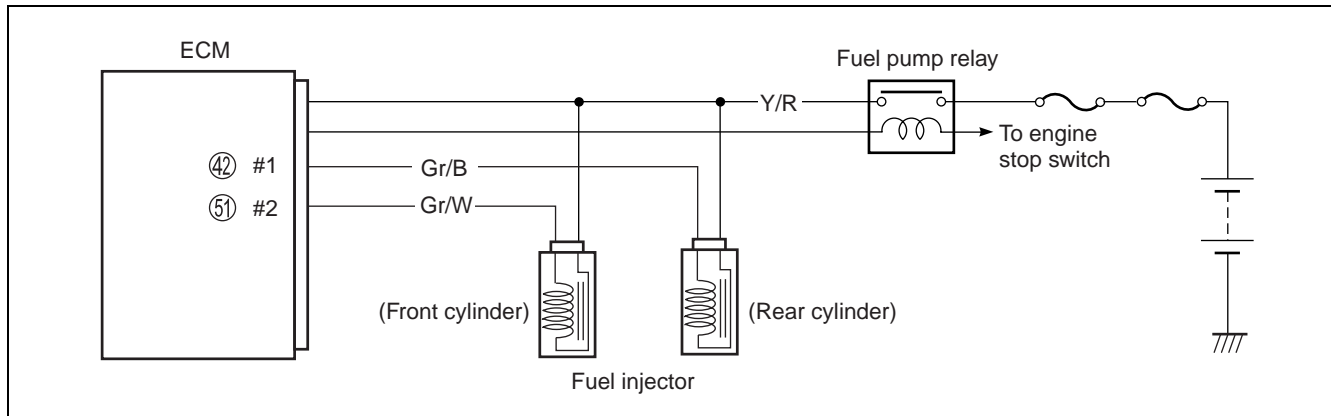 ECM
Fuel pump relay
Y/R
To engine
stop switch
㊷ #1
Gr/B
51 #2
Gr/W
(Front cylinder)
(Rear cylinder)
Fuel injector